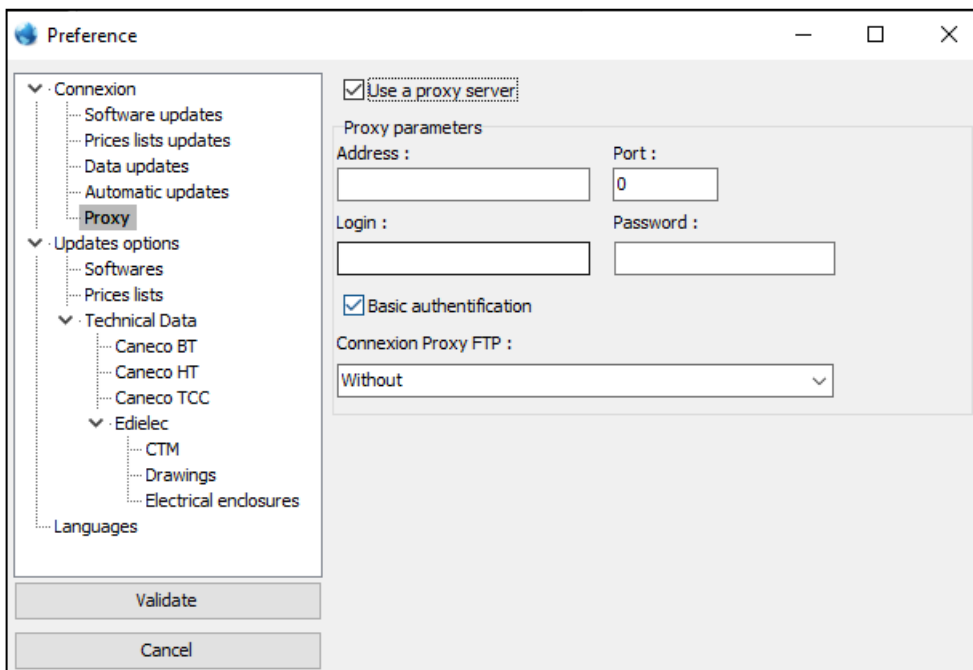 Preference
Connexion
Software updates
Prices lists updates
Data updates
Automatic updates
Proxy
Updates options
Softwares
Prices lists
Technical Data
Caneco BT
Caneco HT
Caneco TCC
Edielec
CTM
Drawings
Electrical enclosures
Languages
Validate
Cancel
Use a proxy server
Proxy parameters
Address : Port :
0
Login : Password :
Basic authentification
Connexion Proxy FTP :
Without